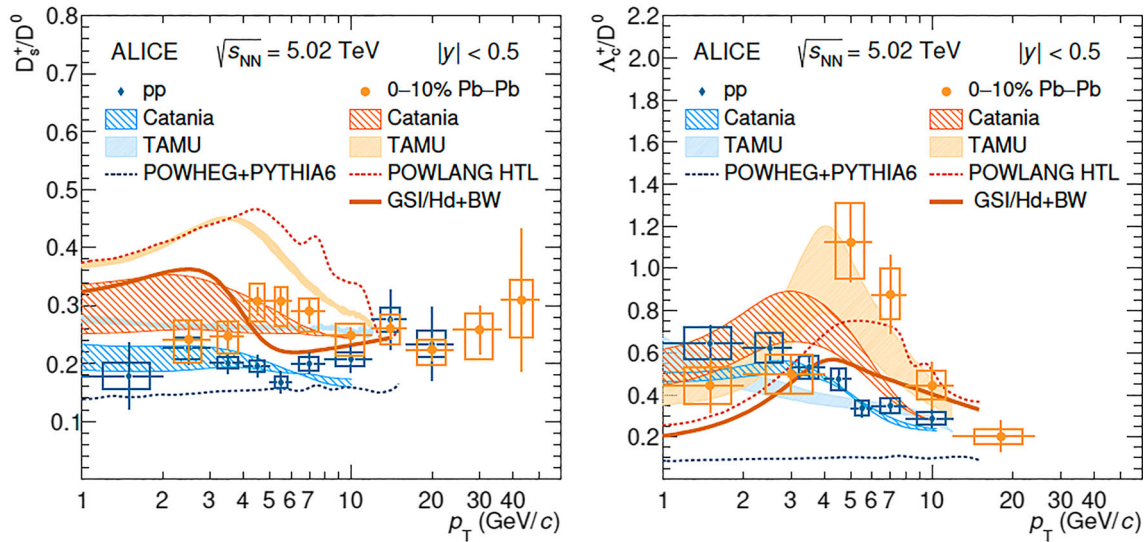 D_s^+/D^0
0.8
0.7
0.6
0.5
0.4
0.3
0.2
0.1
ALICE √s_NN = 5.02 TeV |y| < 0.5
pp 0–10% Pb–Pb
Catania Catania
TAMU TAMU
POWHEG+PYTHIA6 POWLANG HTL
GSI/Hd+BW
1 2 3 4 5 6 7 10 20 30
p_T (GeV/c)
Λ_c^+/D^0
2.2
2.0
1.8
1.6
1.4
1.2
1.0
0.8
0.6
0.4
0.2
ALICE √s_NN = 5.02 TeV |y| < 0.5
pp 0–10% Pb–Pb
Catania Catania
TAMU TAMU
POWHEG+PYTHIA6 POWLANG HTL
GSI/Hd+BW
1 2 3 4 5 6 7 10 20 30
p_T (GeV/c)